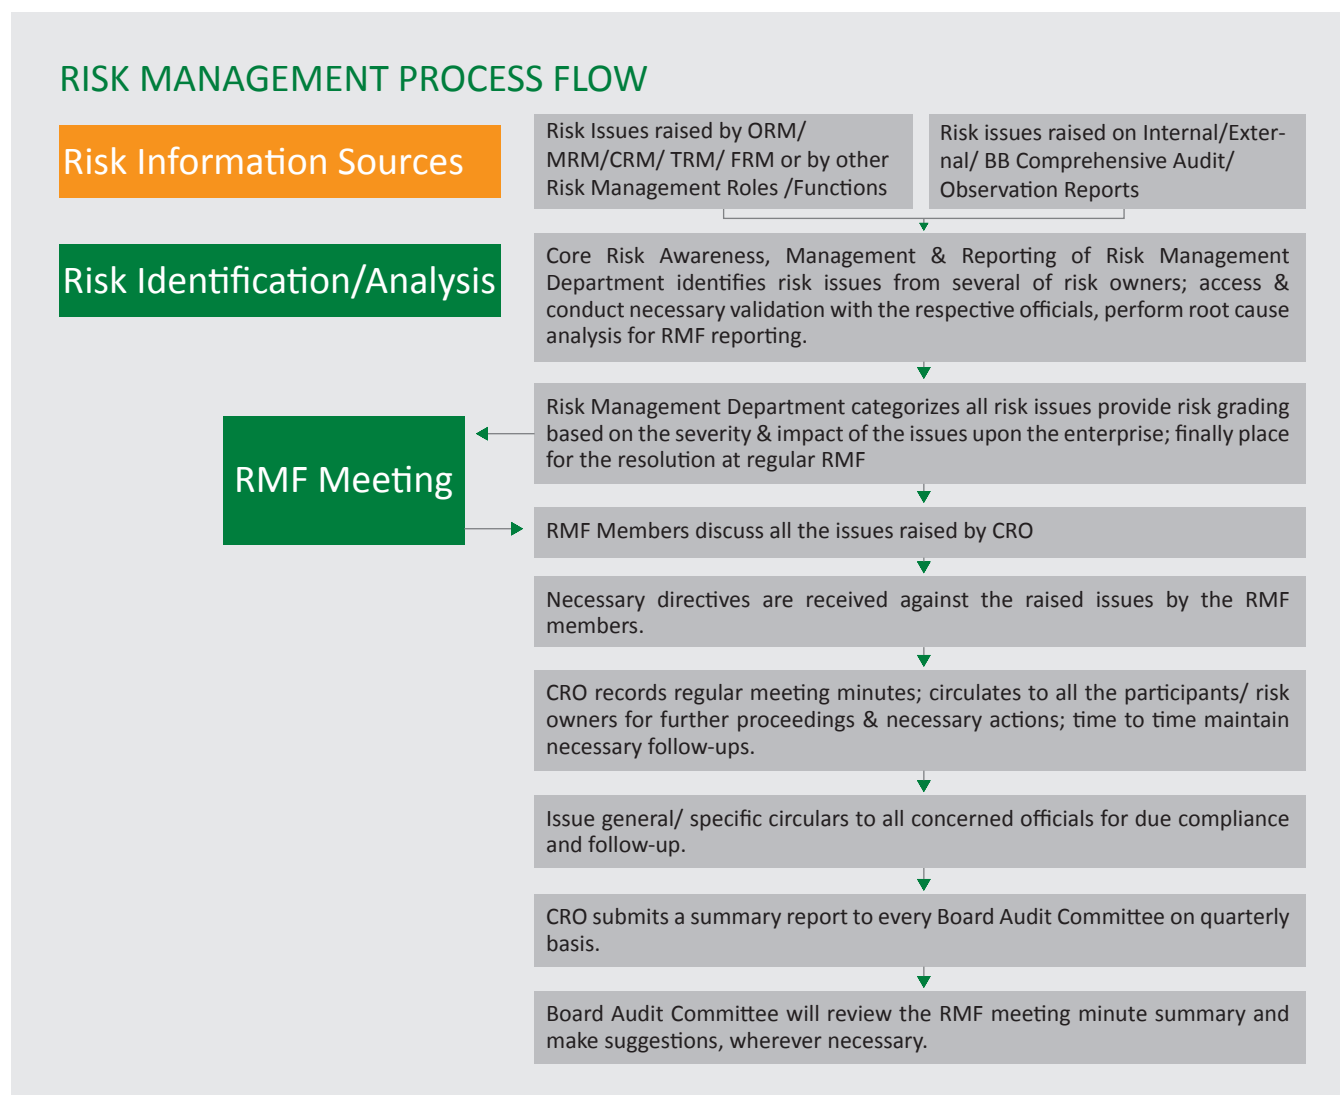 RISK MANAGEMENT PROCESS FLOW
Risk Information Sources
Risk Issues raised by ORM/
MRM/CRM/ TRM/ FRM or by other
Risk Management Roles /Functions
Risk issues raised on Internal/Exter-
nal/ BB Comprehensive Audit/
Observation Reports
Risk Identification/Analysis
Core Risk Awareness, Management & Reporting of Risk Management
Department identifies risk issues from several of risk owners; access &
conduct necessary validation with the respective officials, perform root cause
analysis for RMF reporting.
Risk Management Department categorizes all risk issues provide risk grading
based on the severity & impact of the issues upon the enterprise; finally place
for the resolution at regular RMF
RMF Meeting
RMF Members discuss all the issues raised by CRO
Necessary directives are received against the raised issues by the RMF
members.
CRO records regular meeting minutes; circulates to all the participants/ risk
owners for further proceedings & necessary actions; time to time maintain
necessary follow-ups.
Issue general/ specific circulars to all concerned officials for due compliance
and follow-up.
CRO submits a summary report to every Board Audit Committee on quarterly
basis.
Board Audit Committee will review the RMF meeting minute summary and
make suggestions, wherever necessary.